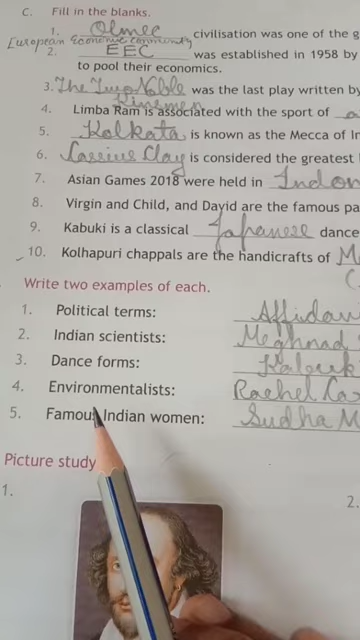 C. Fill in the blanks.
1. Olmec civilisation was one of the g
European Economic Community
2. EEC was established in 1958 by
to pool their economics.
3. The Two Noble Kinsmen was the last play written by
4. Limba Ram is associated with the sport of a
5. Kolkata is known as the Mecca of In
6. Cassius Clay is considered the greatest
7. Asian Games 2018 were held in Indon
8. Virgin and Child, and David are the famous pa
9. Kabuki is a classical Japanese dance
10. Kolhapuri chappals are the handicrafts of M
Write two examples of each.
1. Political terms: Affidav
2. Indian scientists: Meghnad
3. Dance forms: Kabuk
4. Environmentalists: Rachel Ca
5. Famous Indian women: Sudha M
Picture study
1.
2.